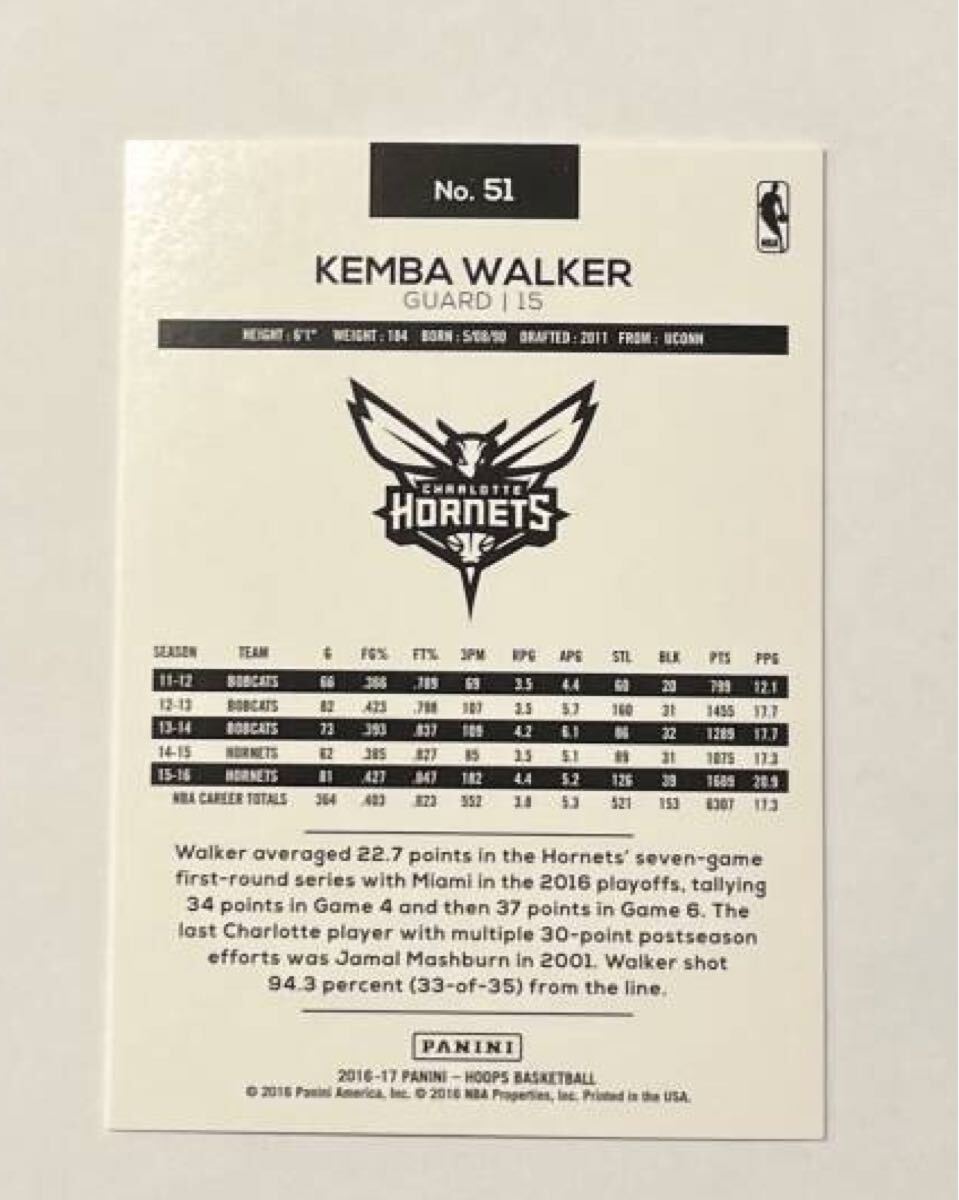 No. 51
NBA
KEMBA WALKER
GUARD | 15
HEIGHT : 6'1" WEIGHT : 184 BORN : 5/08/90 DRAFTED : 2011 FROM : UCONN
CHARLOTTE
HORNETS
SEASON TEAM G FG% FT% 3PM RPG APG STL BLK PTS PPG
11-12 BOBCATS 66 .366 .789 69 3.5 4.4 60 20 799 12.1
12-13 BOBCATS 82 .423 .798 107 3.5 5.7 160 31 1455 17.7
13-14 BOBCATS 73 .393 .837 109 4.2 6.1 86 32 1289 17.7
14-15 HORNETS 62 .385 .827 85 3.5 5.1 89 31 1075 17.3
15-16 HORNETS 81 .427 .847 182 4.4 5.2 126 39 1689 20.9
NBA CAREER TOTALS 364 .403 .823 552 3.8 5.3 521 153 6307 17.3
Walker averaged 22.7 points in the Hornets' seven-game
first-round series with Miami in the 2016 playoffs, tallying
34 points in Game 4 and then 37 points in Game 6. The
last Charlotte player with multiple 30-point postseason
efforts was Jamal Mashburn in 2001. Walker shot
94.3 percent (33-of-35) from the line.
PANINI
2016-17 PANINI – HOOPS BASKETBALL
© 2016 Panini America, Inc. © 2016 NBA Properties, Inc. Printed in the USA.